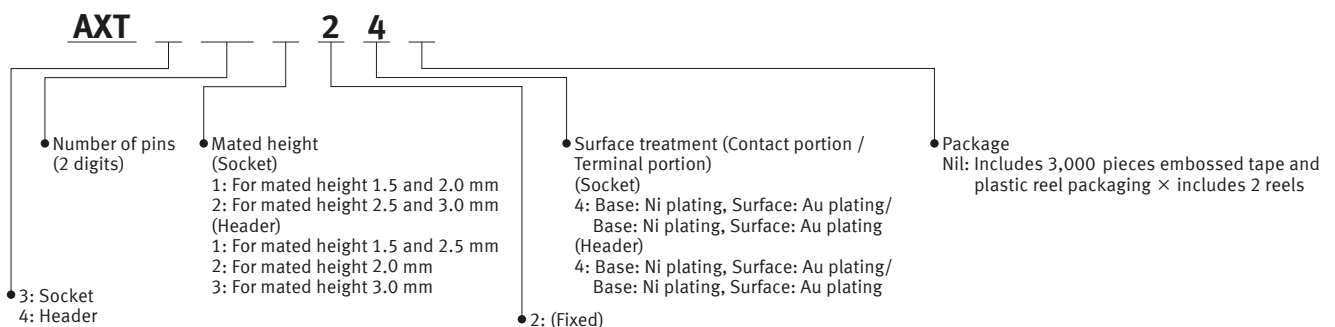 AXT 2 4
Number of pins
(2 digits)
Mated height
(Socket)
1: For mated height 1.5 and 2.0 mm
2: For mated height 2.5 and 3.0 mm
(Header)
1: For mated height 1.5 and 2.5 mm
2: For mated height 2.0 mm
3: For mated height 3.0 mm
Surface treatment (Contact portion /
Terminal portion)
(Socket)
4: Base: Ni plating, Surface: Au plating/
Base: Ni plating, Surface: Au plating
(Header)
4: Base: Ni plating, Surface: Au plating/
Base: Ni plating, Surface: Au plating
Package
Nil: Includes 3,000 pieces embossed tape and
plastic reel packaging × includes 2 reels
3: Socket
4: Header
2: (Fixed)